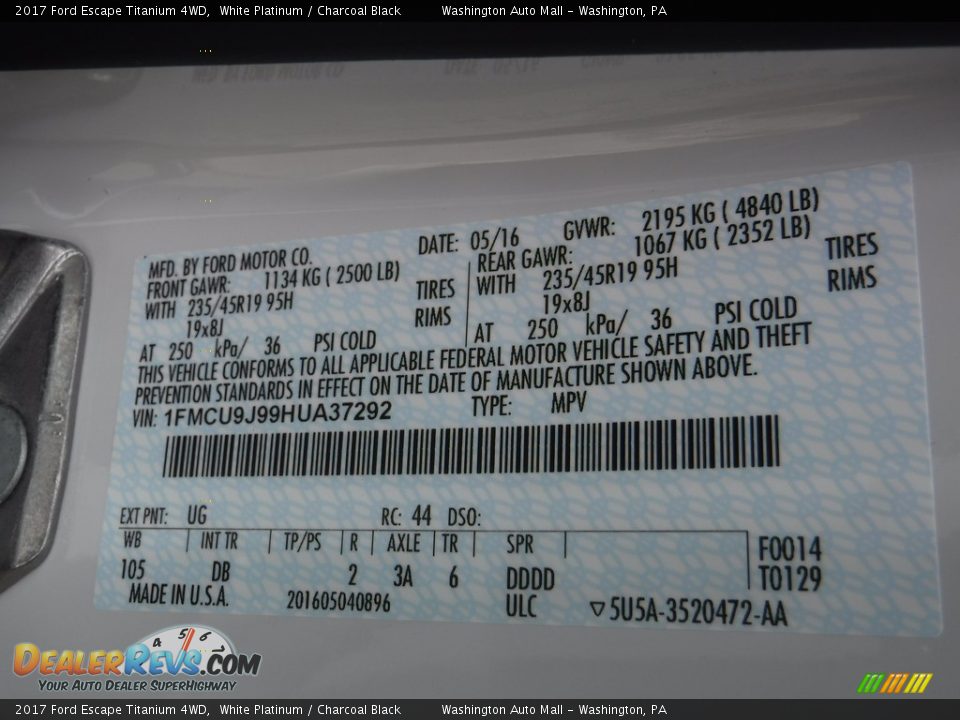 2017 Ford Escape Titanium 4WD, White Platinum / Charcoal Black Washington Auto Mall - Washington, PA
MFD. BY FORD MOTOR CO. DATE: 05/16 GVWR: 2195 KG ( 4840 LB)
FRONT GAWR: 1134 KG ( 2500 LB) REAR GAWR: 1067 KG ( 2352 LB)
WITH 235/45R19 95H TIRES WITH 235/45R19 95H TIRES
19x8J RIMS 19x8J RIMS
AT 250 kPa/ 36 PSI COLD AT 250 kPa/ 36 PSI COLD
THIS VEHICLE CONFORMS TO ALL APPLICABLE FEDERAL MOTOR VEHICLE SAFETY AND THEFT
PREVENTION STANDARDS IN EFFECT ON THE DATE OF MANUFACTURE SHOWN ABOVE.
VIN: 1FMCU9J99HUA37292 TYPE: MPV
EXT PNT: UG RC: 44 DSO:
WB INT TR TP/PS R AXLE TR SPR F0014
105 DB 2 3A 6 DDDD T0129
MADE IN U.S.A. 201605040896 ULC ▽5U5A-3520472-AA
4 5 6
DEALERREVS.COM
YOUR AUTO DEALER SUPERHIGHWAY
2017 Ford Escape Titanium 4WD, White Platinum / Charcoal Black Washington Auto Mall - Washington, PA